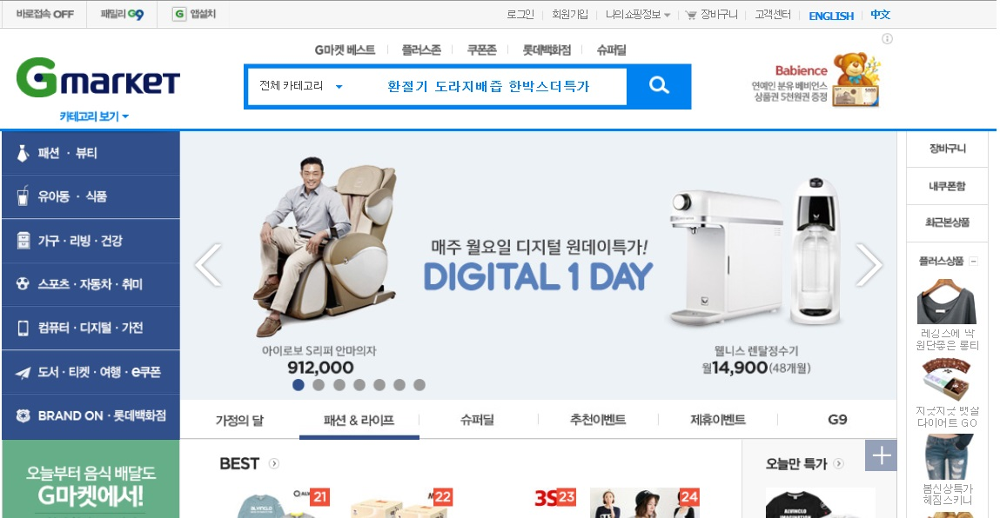 바로접속 OFF
패밀리 G9
G 앱설치
로그인
회원가입
나의쇼핑정보
장바구니
고객센터
ENGLISH
中文
G마켓 베스트
플러스존
쿠폰존
롯데백화점
슈퍼딜
Gmarket
전체 카테고리
환절기 도라지배즙 한박스더특가
Babience
연예인 분유 베비언스
상품권 5천원권 증정
카테고리 보기
패션 · 뷰티
유아동 · 식품
가구 · 리빙 · 건강
스포츠 · 자동차 · 취미
컴퓨터 · 디지털 · 가전
도서 · 티켓 · 여행 · e쿠폰
BRAND ON · 롯데백화점
오늘부터 음식 배달도
G마켓에서!
매주 월요일 디지털 원데이특가!
DIGITAL 1 DAY
아이로보 S리퍼 안마의자
912,000
웰니스 렌탈정수기
월14,900(48개월)
가정의 달
패션 & 라이프
슈퍼딜
추천이벤트
제휴이벤트
G9
BEST
21
22
3S
23
24
오늘만 특가
ALVINCLO
장바구니
내쿠폰함
최근본상품
플러스상품
레깅스에 딱
원단좋은 롱티
지긋지긋 뱃살
다이어트 GO
봄신상특가
헤짐스키니